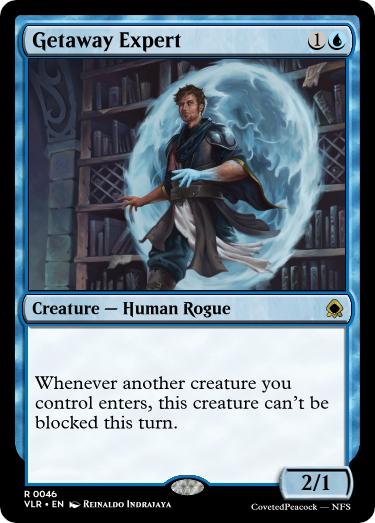 Getaway Expert 1
Creature — Human Rogue
Whenever another creature you
control enters, this creature can't be
blocked this turn.
2/1
R 0046
VLR • EN Reinaldo Indrajaya
CovetedPeacock — NFS